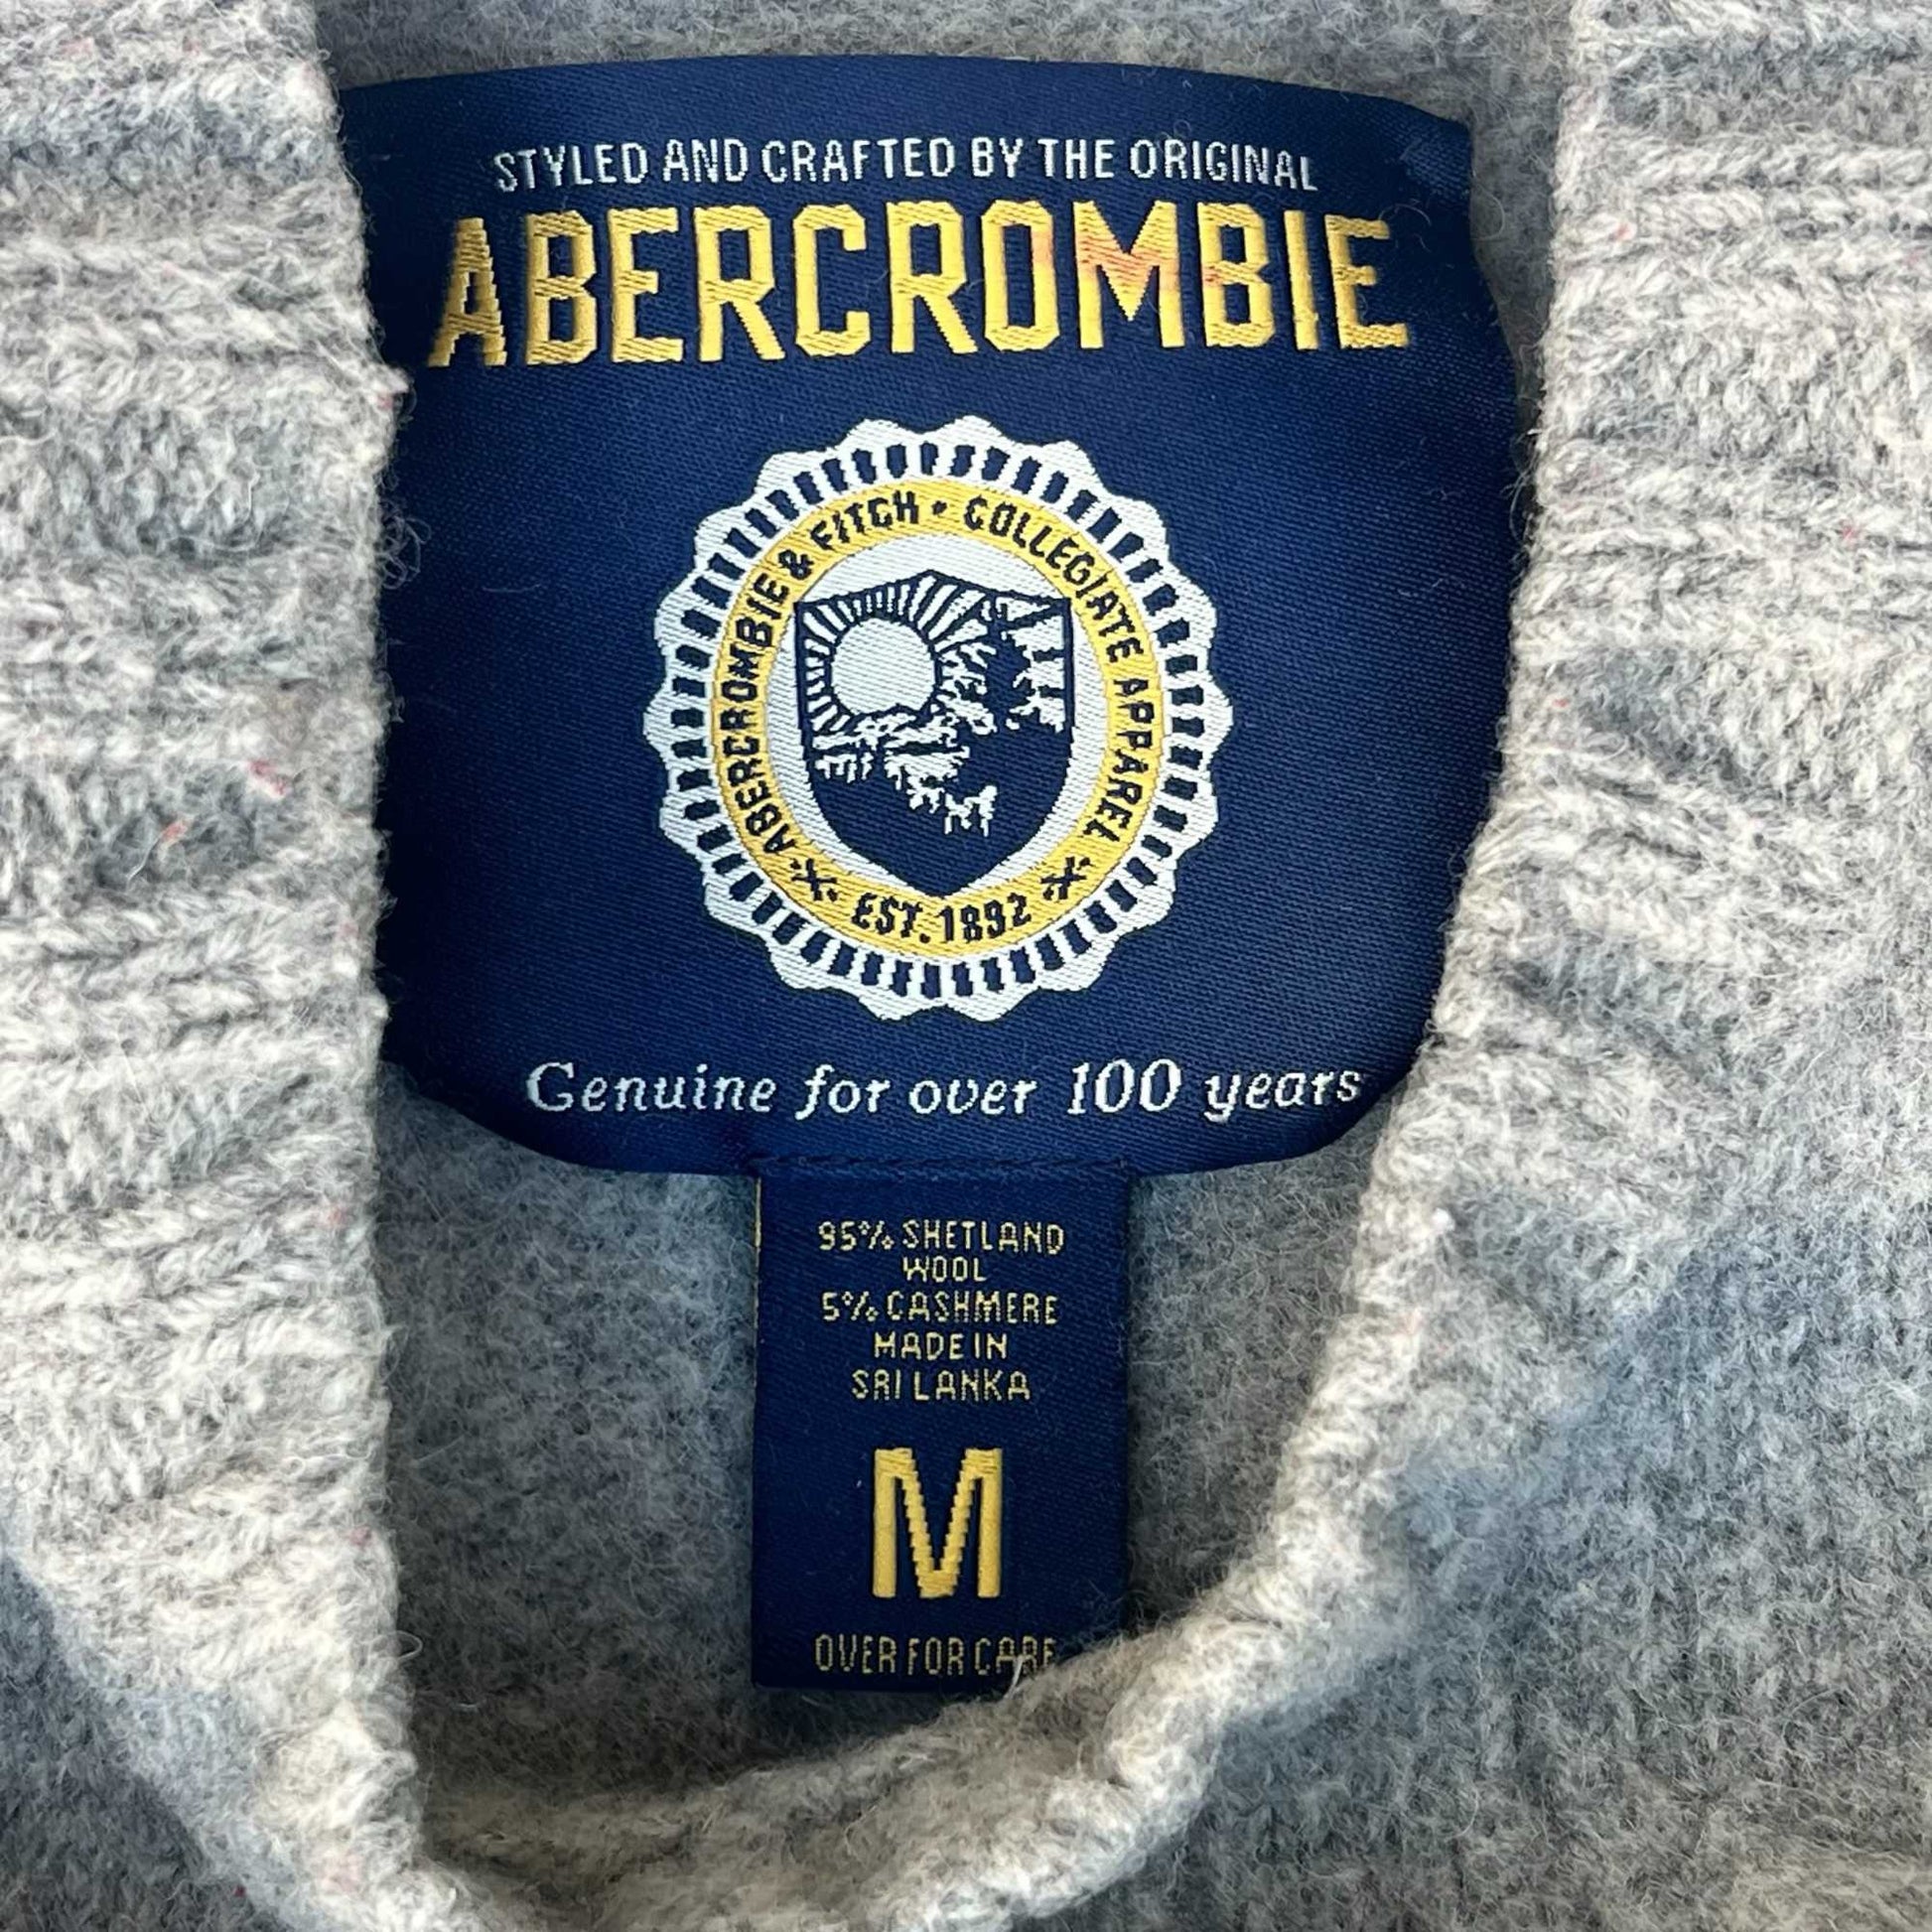 STYLED AND CRAFTED BY THE ORIGINAL
ABERCROMBIE
ABERCROMBIE & FITCH • COLLEGIATE APPAREL
EST. 1892
Genuine for over 100 years
95% SHETLAND
WOOL
5% CASHMERE
MADE IN
SRI LANKA
M
OVER FOR CARE